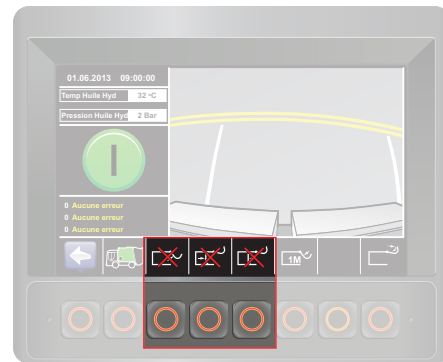 01.06.2013 09:00:00
Temp Huile Hyd 32 °C
Pression Huile Hyd 2 Bar
0 Aucune erreur
0 Aucune erreur
0 Aucune erreur
1M